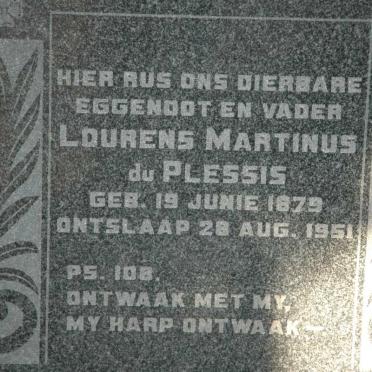 HIER RUS ONS DIERBARE
EGGENOOT EN VADER
LOURENS MARTINUS
du PLESSIS
GEB. 19 JUNIE 1879
ONTSLAAP 28 AUG. 1951
PS. 108.
ONTWAAK MET MY,
MY HARP ONTWAAK—